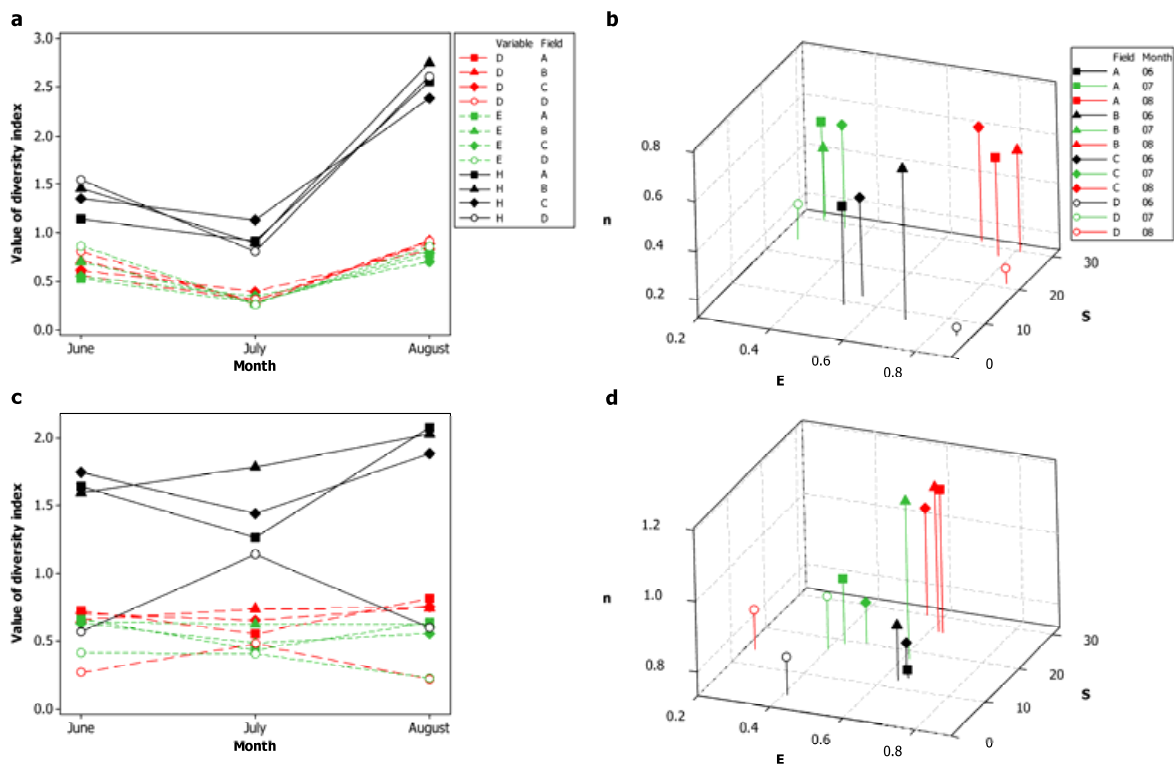 a
Value of diversity index
3.0
2.5
2.0
1.5
1.0
0.5
0.0
June
July
August
Month
Variable Field
D A
D B
D C
D D
E A
E B
E C
E D
H A
H B
H C
H D
b
n
0.8
0.6
0.4
0.2
0.2
0.4
0.6
0.8
E
0
10
20
30
S
Field Month
A 06
A 07
A 08
B 06
B 07
B 08
C 06
C 07
C 08
D 06
D 07
D 08
c
Value of diversity index
2.0
1.5
1.0
0.5
0.0
June
July
August
Month
d
n
1.2
1.0
0.8
0.2
0.4
0.6
0.8
E
0
10
20
30
S